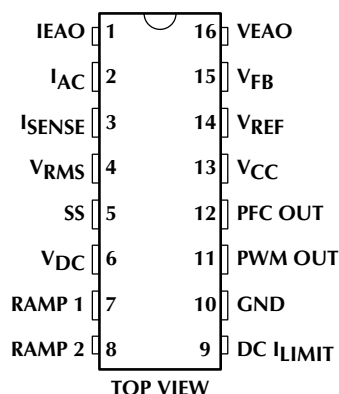 IEAO 1 16 VEAO
IAC 2 15 VFB
ISENSE 3 14 VREF
VRMS 4 13 VCC
SS 5 12 PFC OUT
VDC 6 11 PWM OUT
RAMP 1 7 10 GND
RAMP 2 8 9 DC ILIMIT
TOP VIEW